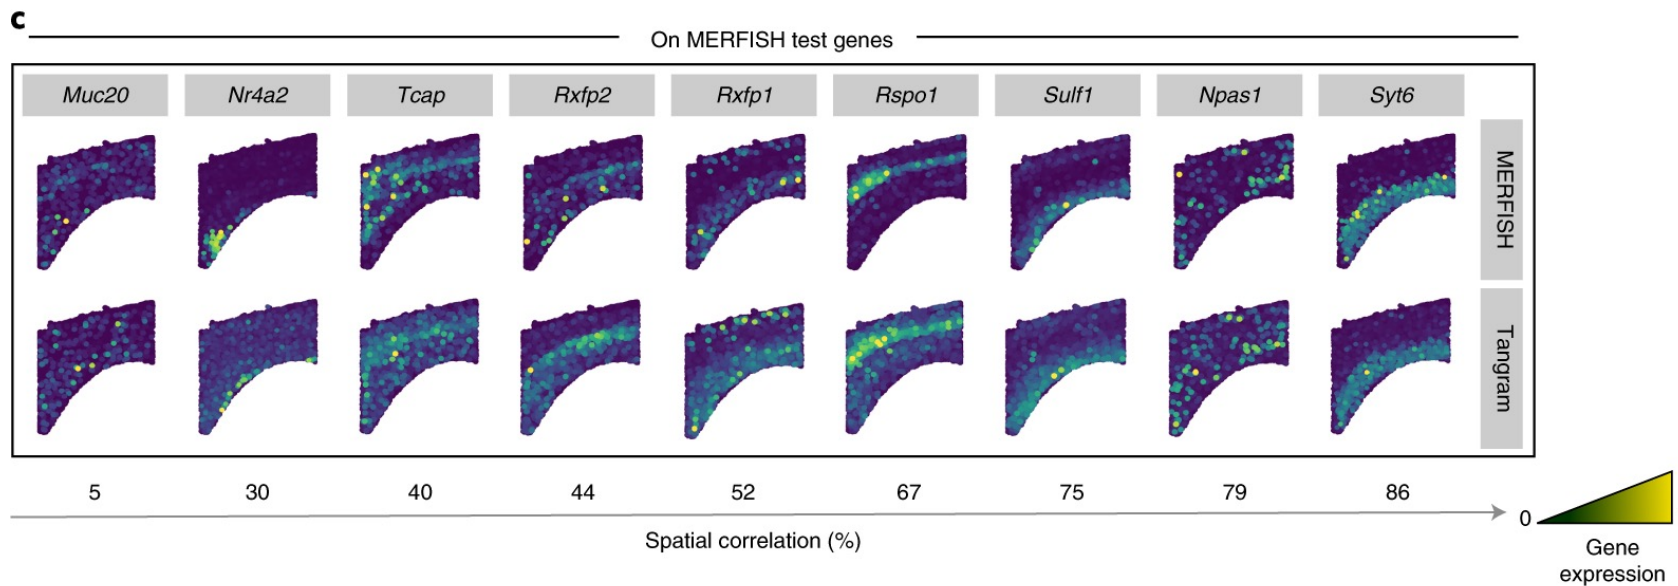 c
On MERFISH test genes
Muc20 Nr4a2 Tcap Rxfp2 Rxfp1 Rspo1 Sulf1 Npas1 Syt6
MERFISH
Tangram
5 30 40 44 52 67 75 79 86
Spatial correlation (%)
0
Gene
expression